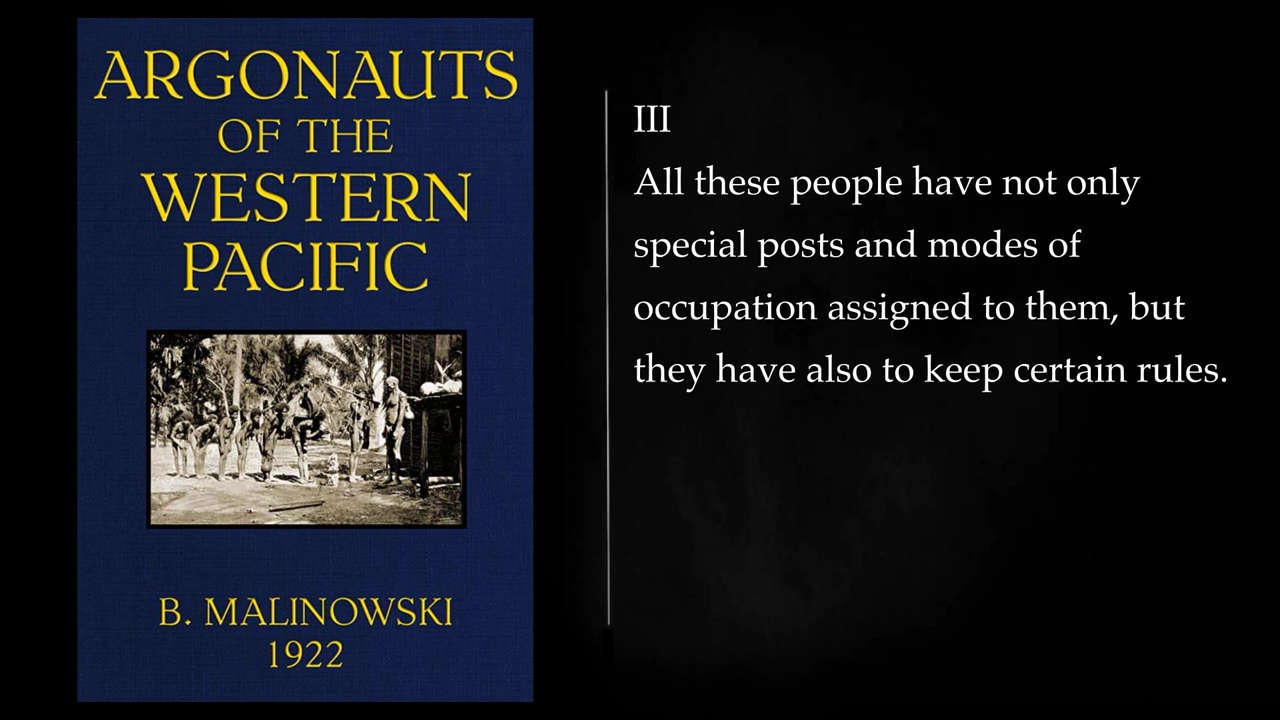 ARGONAUTS
OF THE
WESTERN
PACIFIC
B. MALINOWSKI
1922
III
All these people have not only
special posts and modes of
occupation assigned to them, but
they have also to keep certain rules.